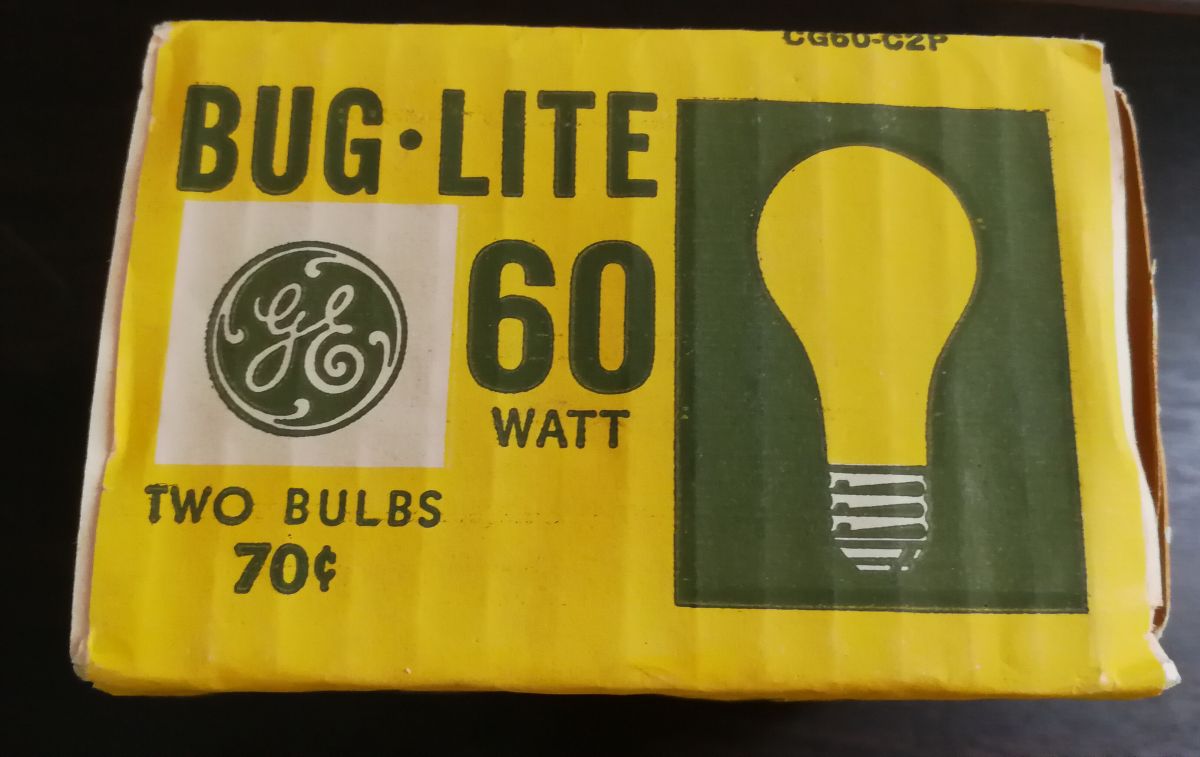 CG60-C2P
BUG·LITE
GE
60
WATT
TWO BULBS
70¢